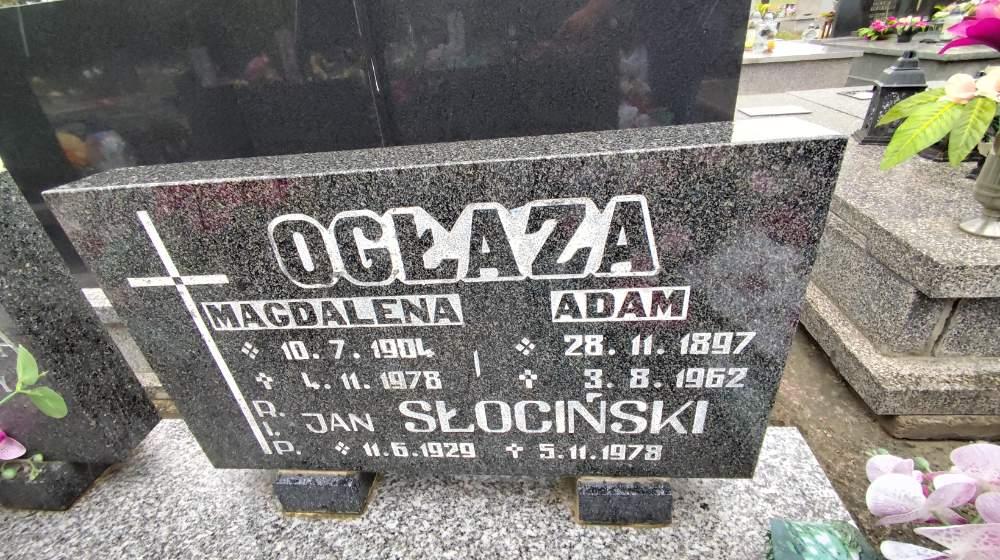 OGŁAZA
MAGDALENA ADAM
10. 7. 1904 28. 11. 1897
4. 11. 1978 3. 8. 1962
R. JAN SŁOCIŃSKI
I.
P. 11.6.1929 5.11.1978